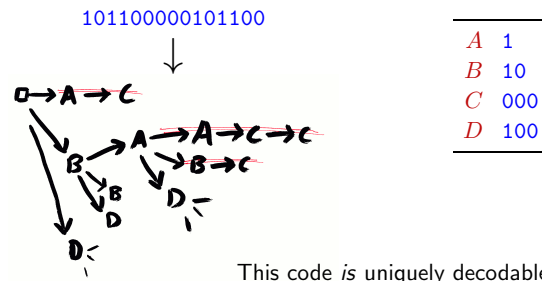 101100000101100
A 1
B 10
C 000
D 100
A C
A A C C
B B C
B D
D
D
This code is uniquely decodable